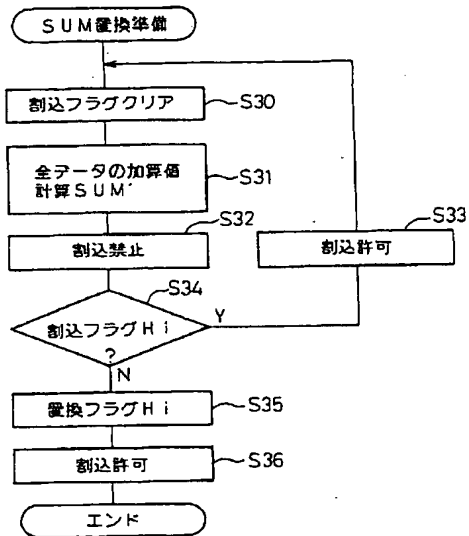 SUM置換準備
割込フラグクリア
S30
全データの加算値
計算SUM'
S31
割込禁止
S32
割込許可
S33
割込フラグHi
?
S34
Y
N
置換フラグHi
S35
割込許可
S36
エンド